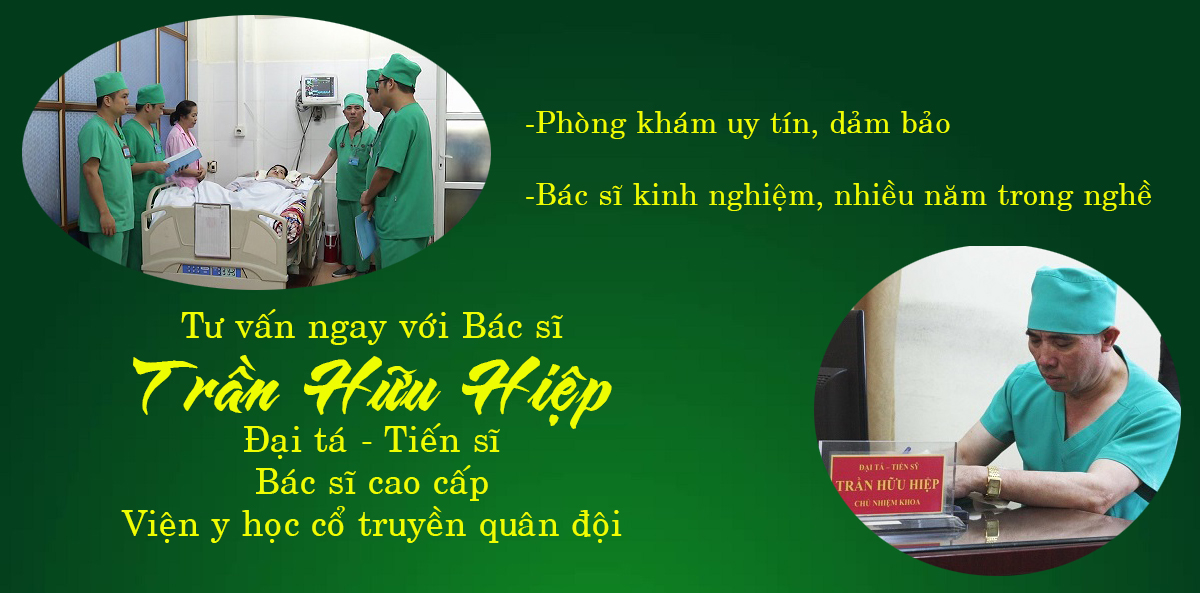 -Phòng khám uy tín, dảm bảo
-Bác sĩ kinh nghiệm, nhiều năm trong nghề
Tư vấn ngay với Bác sĩ
Trần Hữu Hiệp
Đại tá - Tiến sĩ
Bác sĩ cao cấp
Viện y học cổ truyền quân đội
ĐẠI TÁ - TIẾN SỸ
TRẦN HỮU HIỆP
CHỦ NHIỆM KHOA